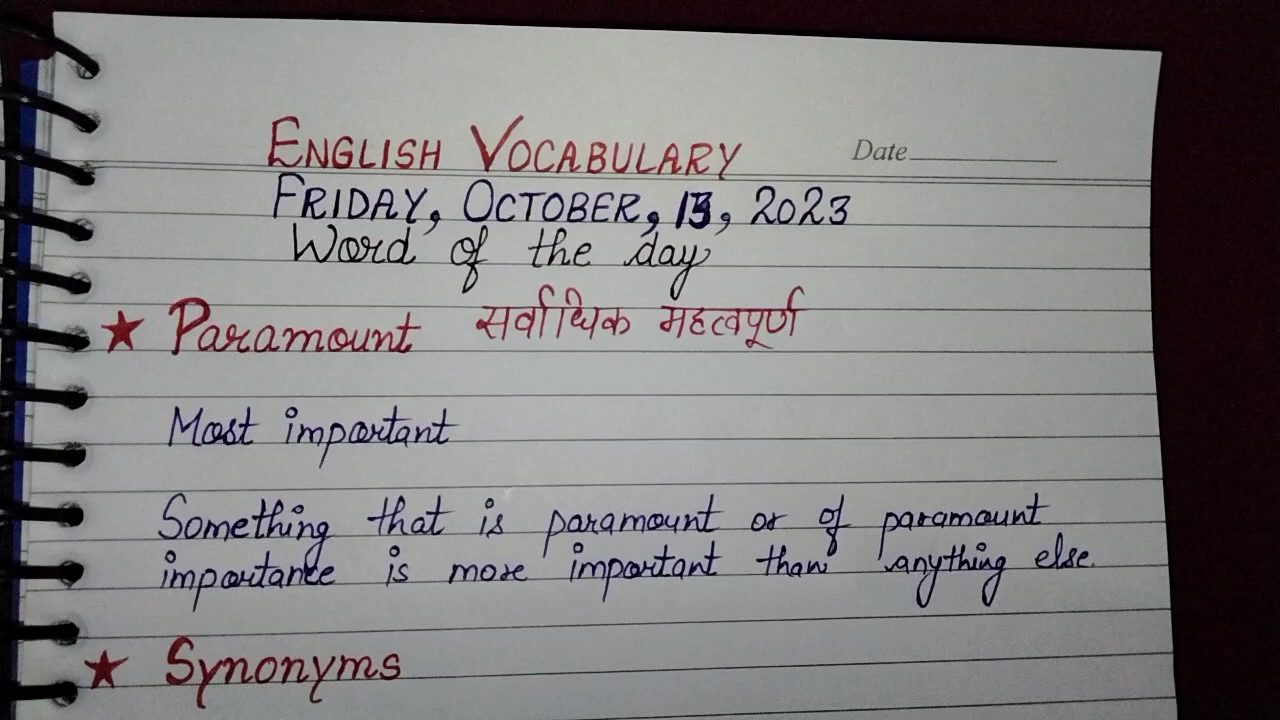 ENGLISH VOCABULARY
Date
FRIDAY, OCTOBER, 13, 2023
Word of the day
★ Paramount सर्वाधिक महत्वपूर्ण
Most important
Something that is paramount or of paramount
importante is more important than anything else.
★ Synonyms